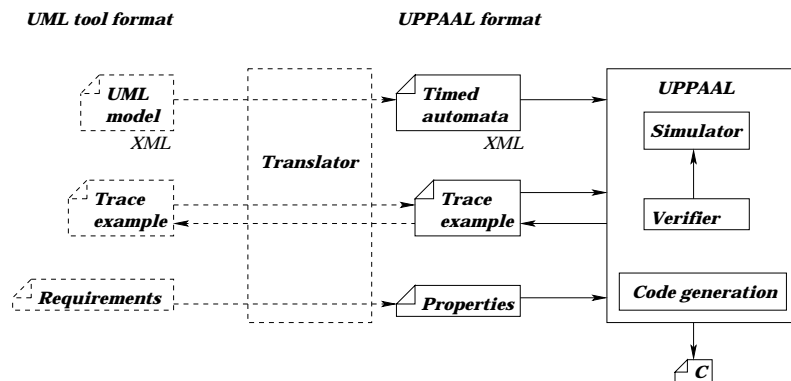 UML tool format
UPPAAL format
UML
model
XML
Timed
automata
XML
UPPAAL
Simulator
Translator
Trace
example
Trace
example
Verifier
Requirements
Properties
Code generation
C